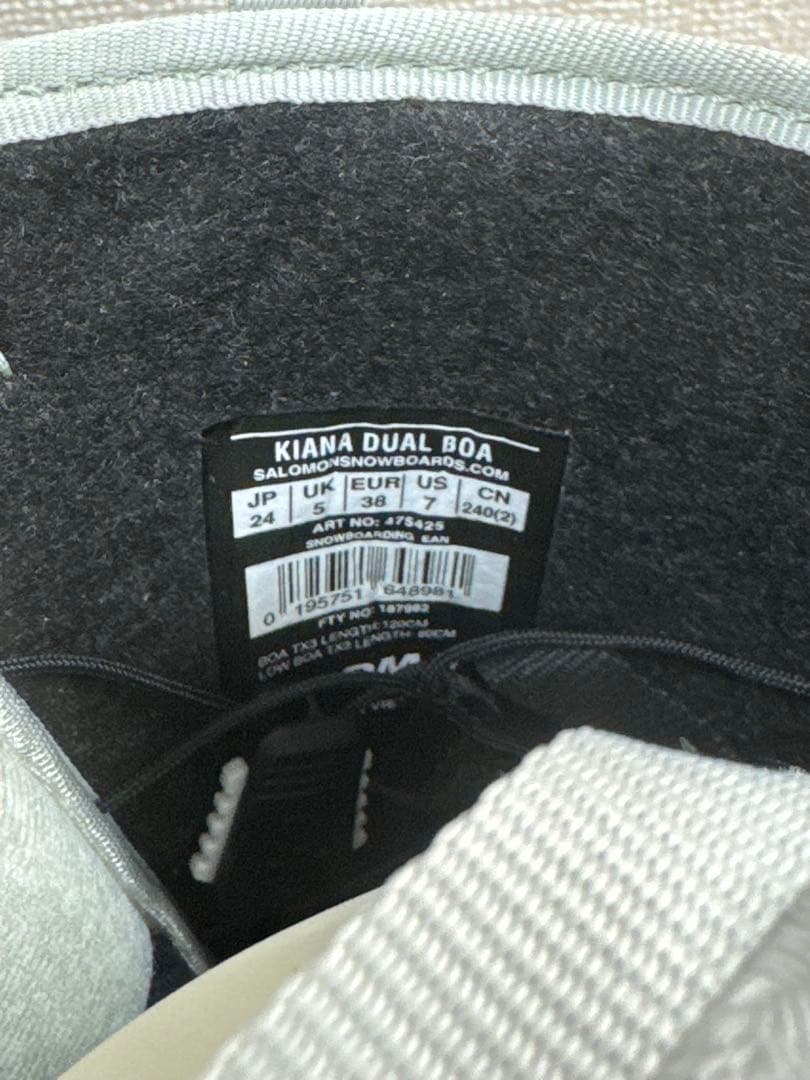 KIANA DUAL BOA
SALOMONSNOWBOARDS.COM
JP UK EUR US CN
24 5 38 7 240(2)
ART NO: 475425
SNOWBOARDING EAN
0 195751 648981
FTY NO: 187982
BOA TX3 LENGTH: 120CM
LOW BOA TX3 LENGTH: 80CM